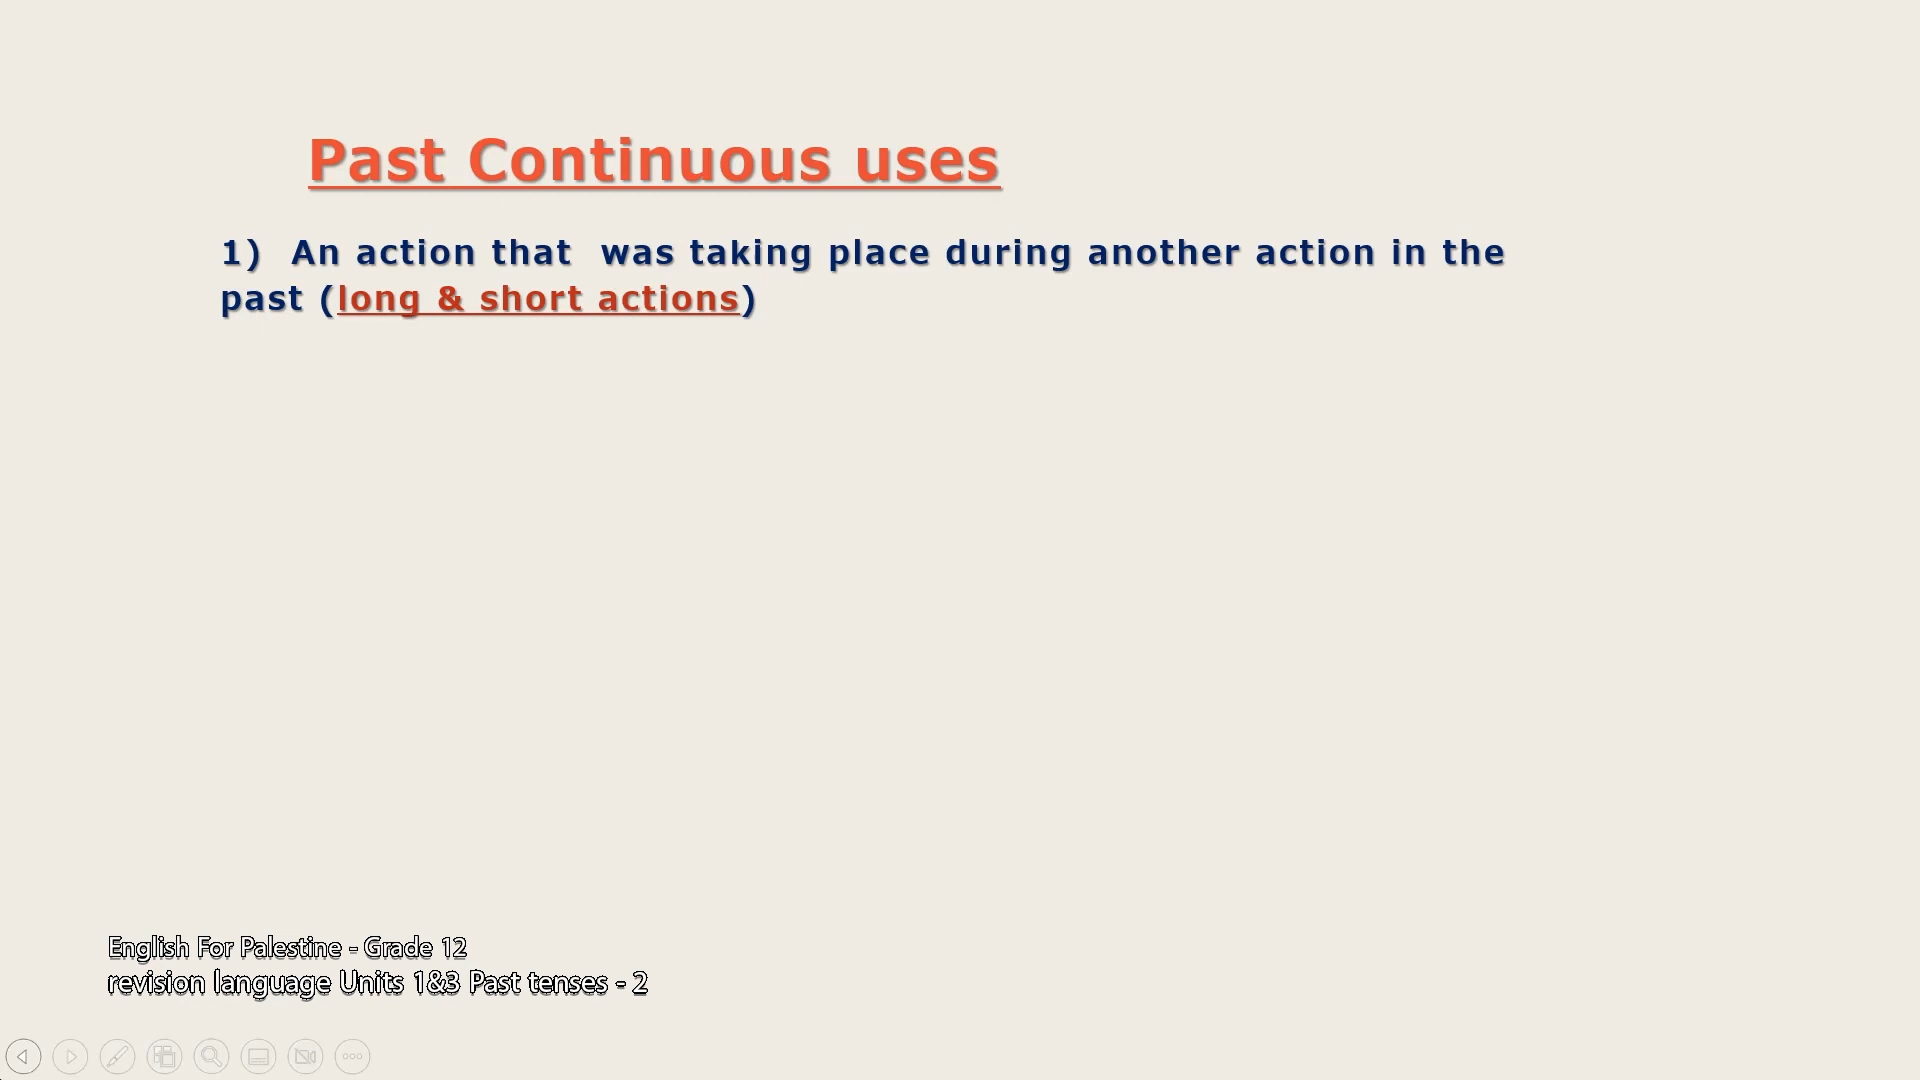 Past Continuous uses
1) An action that was taking place during another action in the
past (long & short actions)
English For Palestine - Grade 12
revision language Units 1&3 Past tenses - 2